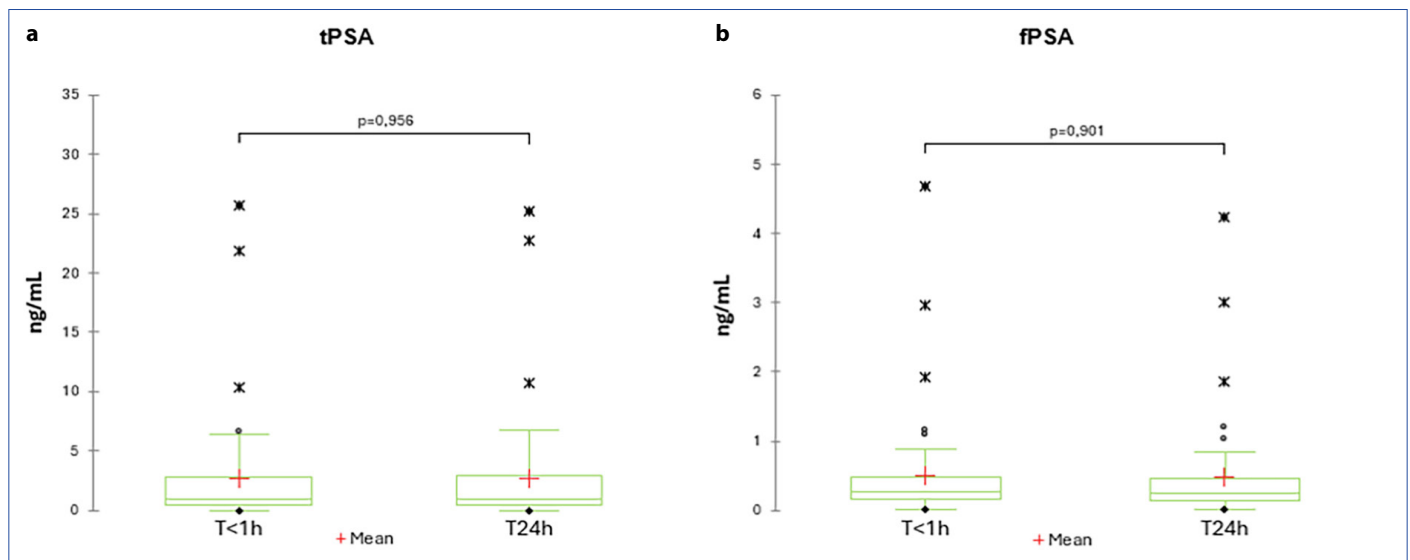 a
tPSA
ng/mL
35
30
25
20
15
10
5
0
p=0,956
T<1h
T24h
+ Mean
b
fPSA
ng/mL
6
5
4
3
2
1
0
p=0,901
T<1h
T24h
+ Mean